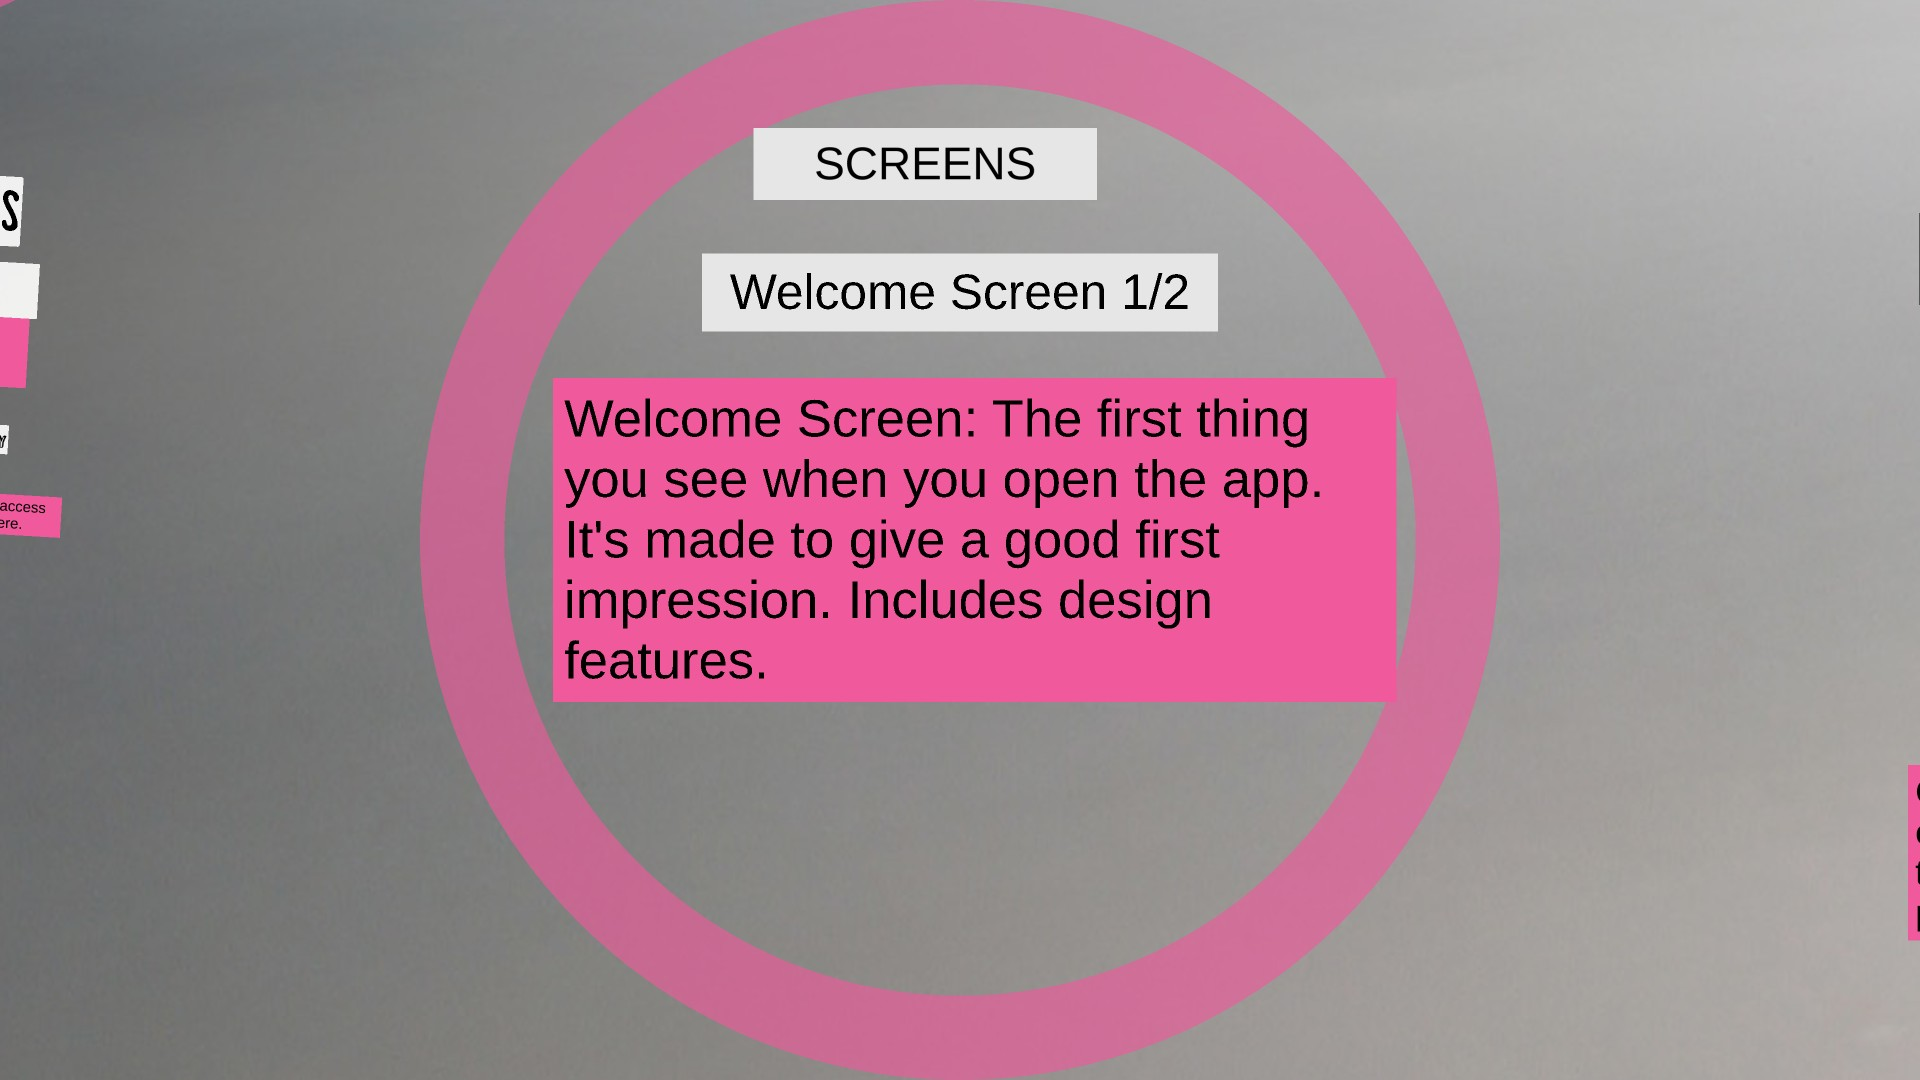 SCREENS
Welcome Screen 1/2
Welcome Screen: The first thing
you see when you open the app.
It's made to give a good first
impression. Includes design
features.
S
access
ere.